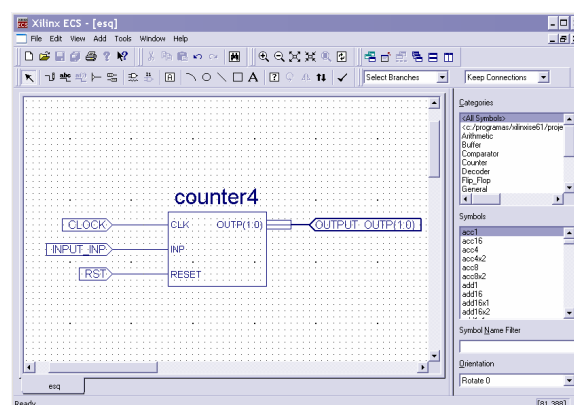 Xilinx ECS - [esq]
File Edit View Add Tools Window Help
Select Branches
Keep Connections
counter4
CLOCK CLK OUTP(1:0) OUTPUT_OUTP(1:0)
INPUT_INP INP
RST RESET
esq
Categories
<All Symbols>
<c:/programas/xilinxise61/proje
Arithmetic
Buffer
Comparator
Counter
Decoder
Flip_Flop
General
Symbols
acc1
acc16
acc4
acc4x2
acc8
acc8x2
add1
add16
add16x1
add16x2
Symbol Name Filter
Orientation
Rotate 0
Ready [81,388]